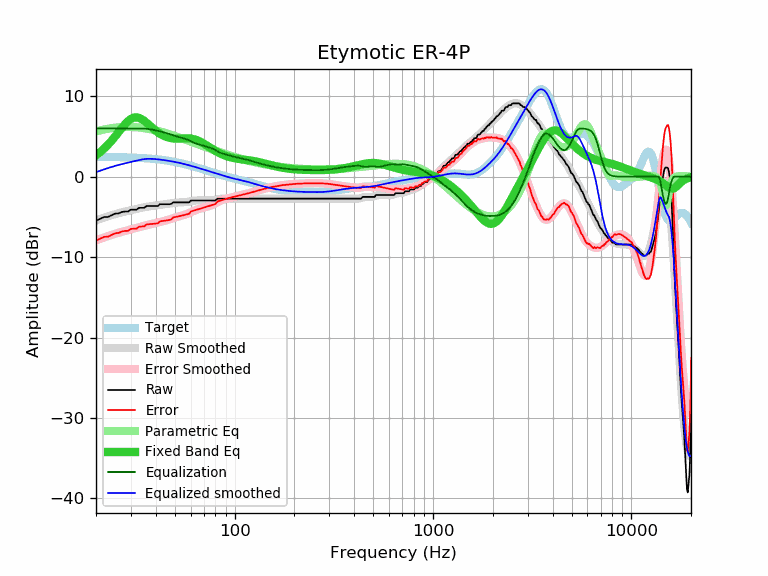 Etymotic ER-4P
Amplitude (dBr)
10
0
−10
−20
−30
−40
Target
Raw Smoothed
Error Smoothed
Raw
Error
Parametric Eq
Fixed Band Eq
Equalization
Equalized smoothed
100
1000
10000
Frequency (Hz)